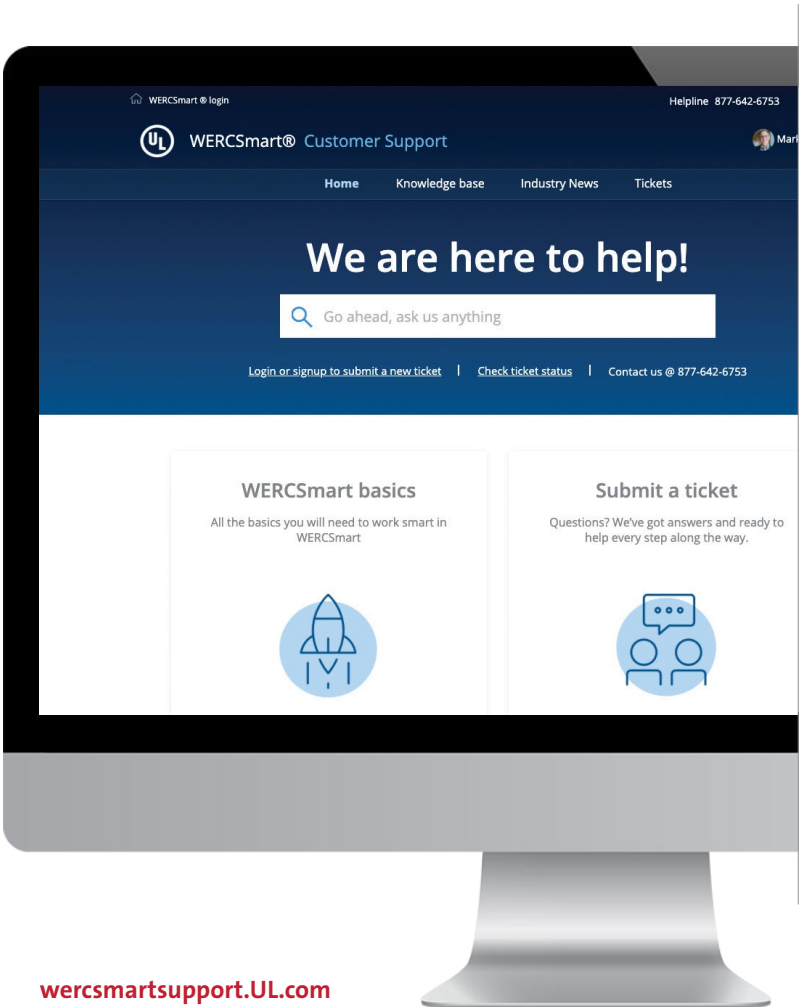 WERCSmart ® login
Helpline 877-642-6753
UL
WERCSmart® Customer Support
Mark
Home Knowledge base Industry News Tickets
We are here to help!
Go ahead, ask us anything
Login or signup to submit a new ticket | Check ticket status | Contact us @ 877-642-6753
WERCSmart basics
All the basics you will need to work smart in
WERCSmart
Submit a ticket
Questions? We've got answers and ready to
help every step along the way.
wercsmartsupport.UL.com